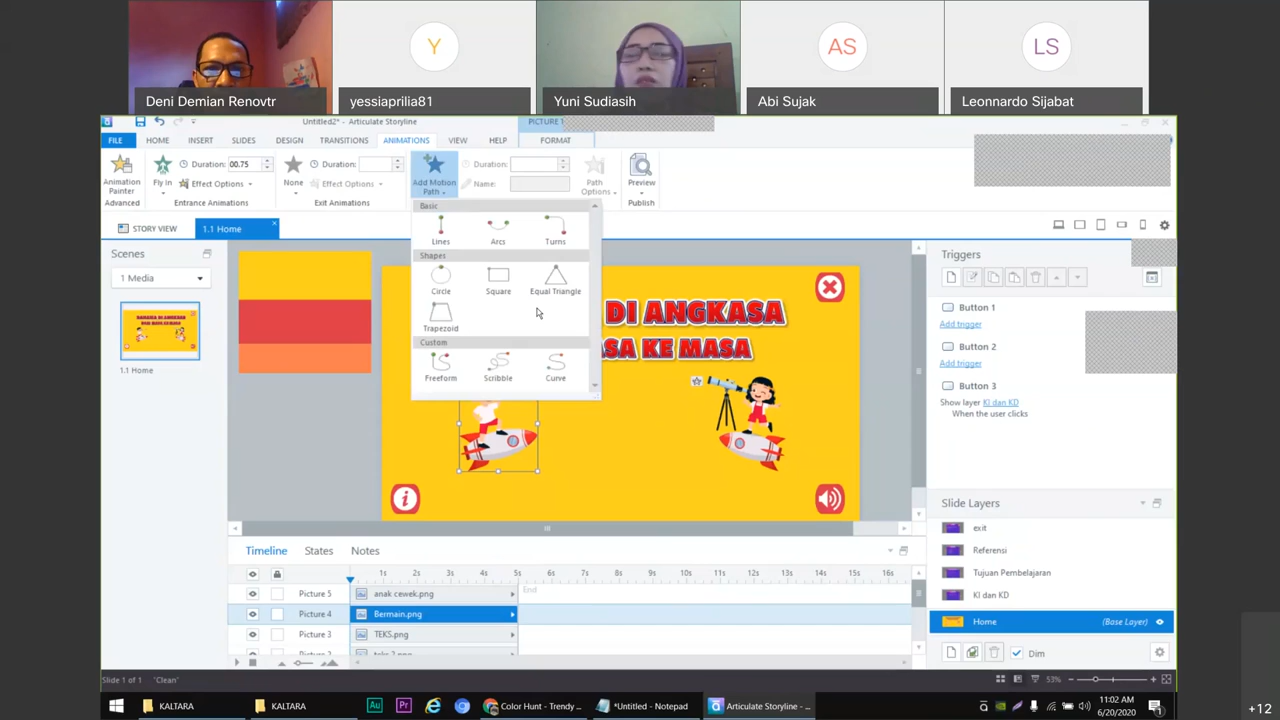 Y
AS
LS
Deni Demian Renovtr
yessiaprilia81
Yuni Sudiasih
Abi Sujak
Leonnardo Sijabat
Untitled2* - Articulate Storyline
FILE HOME INSERT SLIDES DESIGN TRANSITIONS ANIMATIONS VIEW HELP FORMAT
Duration: 00.75
Duration:
Duration:
Animation Painter
Fly In
Effect Options
None
Effect Options
Add Motion Path
Name:
Path Options
Preview
Advanced
Entrance Animations
Exit Animations
Publish
STORY VIEW
1.1 Home
Basic
Lines
Arcs
Turns
Shapes
Circle
Square
Equal Triangle
Trapezoid
Custom
Freeform
Scribble
Curve
Scenes
1 Media
1.1 Home
DI ANGKASA
ASA KE MASA
i
Triggers
Button 1
Add trigger
Button 2
Add trigger
Button 3
Show layer KI dan KD
When the user clicks
Slide Layers
exit
Referensi
Tujuan Pembelajaran
KI dan KD
Home (Base Layer)
Dim
Timeline States Notes
1s 2s 3s 4s 5s 6s 7s 8s 9s 10s 11s 12s 13s 14s 15s 16s
Picture 5 anak cewek.png End
Picture 4 Bermain.png
Picture 3 TEKS.png
Slide 1 of 1 'Clean'
53%
KALTARA
KALTARA
Au
Pr
Color Hunt - Trendy ...
*Untitled - Notepad
Articulate Storyline - ...
11:02 AM
6/20/2020
1
+12